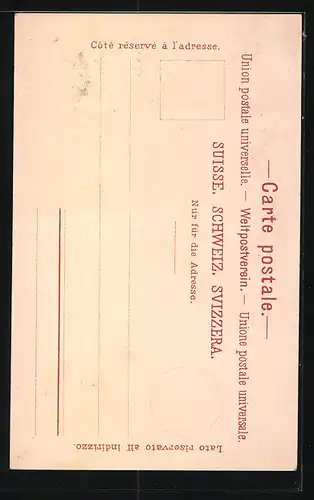 — Carte postale. —
Union postale universelle. — Weltpostverein. — Unione postale universale.
SUISSE. SCHWEIZ. SVIZZERA.
Nur für die Adresse.
Côté réservé à l'adresse.
Lato riservato all' indirizzo.